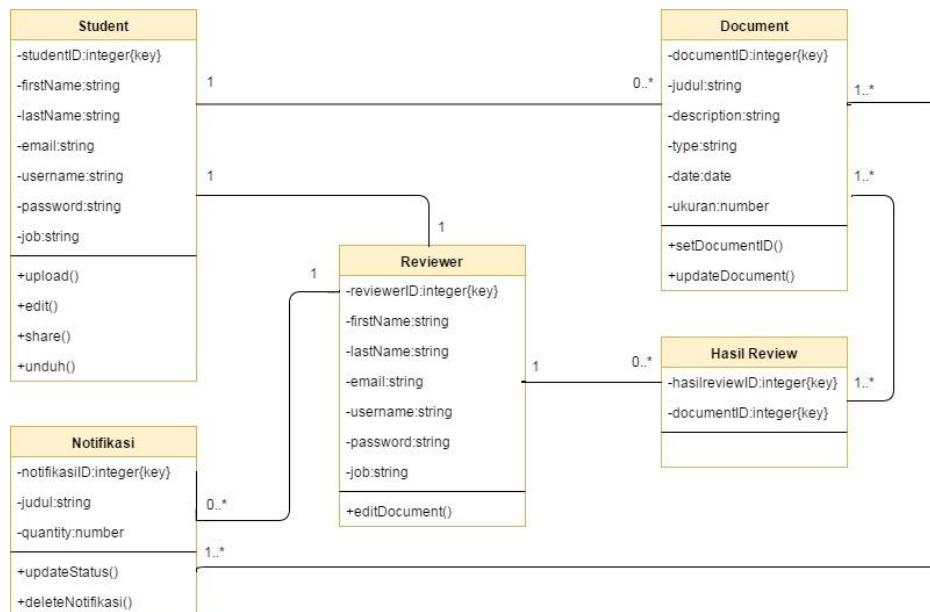 Student
-studentID:integer{key}
-firstName:string
-lastName:string
-email:string
-username:string
-password:string
-job:string
+upload()
+edit()
+share()
+unduh()
1
0..*
1
1
Document
-documentID:integer{key}
-judul:string
-description:string
-type:string
-date:date
-ukuran:number
+setDocumentID()
+updateDocument()
1..*
1..*
Reviewer
-reviewerID:integer{key}
-firstName:string
-lastName:string
-email:string
-username:string
-password:string
-job:string
+editDocument()
1
1
0..*
Hasil Review
-hasilreviewID:integer{key}
-documentID:integer{key}
1..*
Notifikasi
-notifikasiID:integer{key}
-judul:string
-quantity:number
+updateStatus()
+deleteNotifikasi()
0..*
1..*